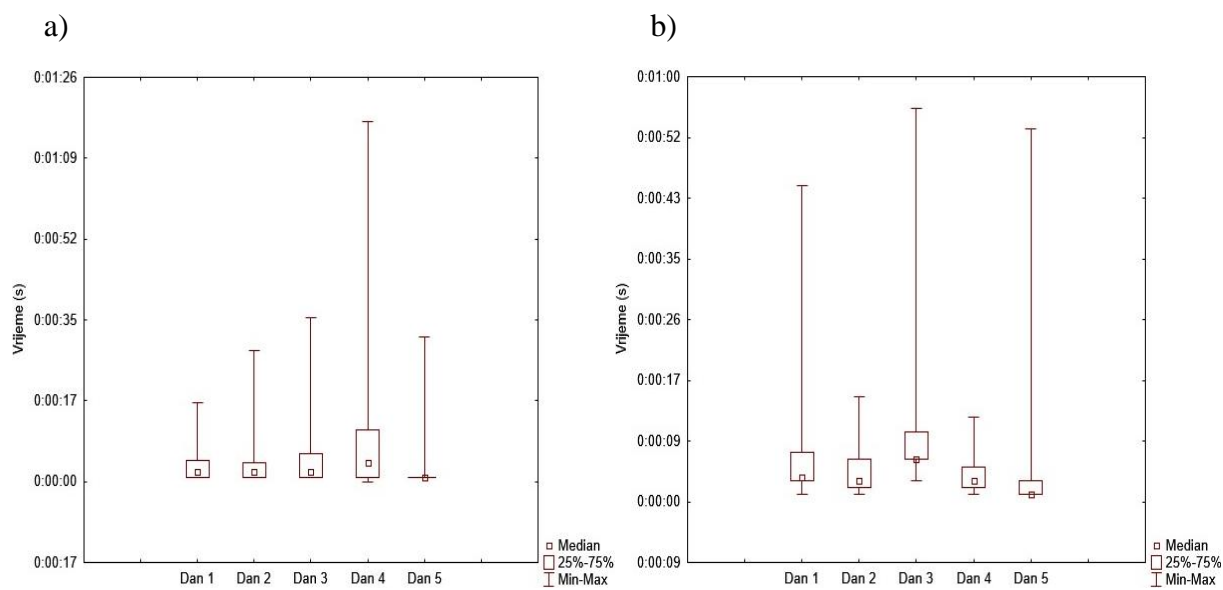 a)
0:01:26
0:01:09
0:00:52
0:00:35
0:00:17
0:00:00
0:00:17
Vrijeme (s)
Dan 1 Dan 2 Dan 3 Dan 4 Dan 5
Median
25%-75%
Min-Max
b)
0:01:00
0:00:52
0:00:43
0:00:35
0:00:26
0:00:17
0:00:09
0:00:00
0:00:09
Vrijeme (s)
Dan 1 Dan 2 Dan 3 Dan 4 Dan 5
Median
25%-75%
Min-Max